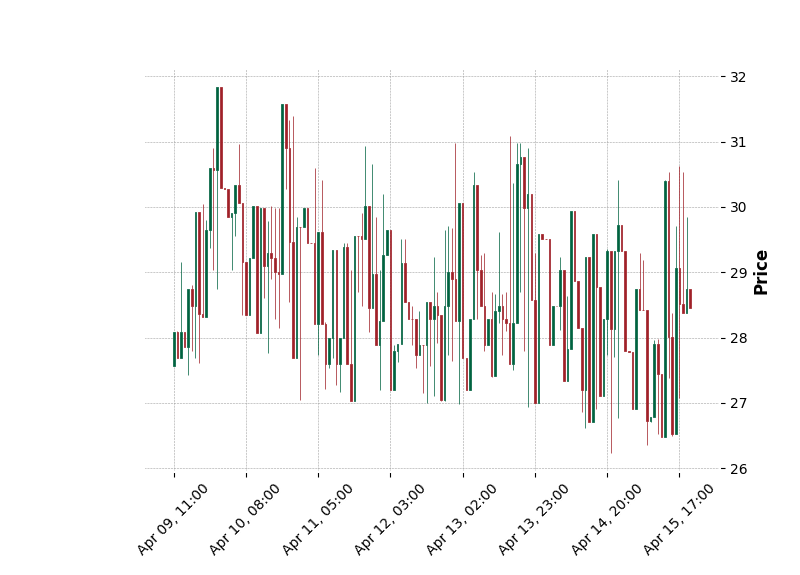 32
31
30
29
28
27
26
Price
Apr 09, 11:00
Apr 10, 08:00
Apr 11, 05:00
Apr 12, 03:00
Apr 13, 02:00
Apr 13, 23:00
Apr 14, 20:00
Apr 15, 17:00